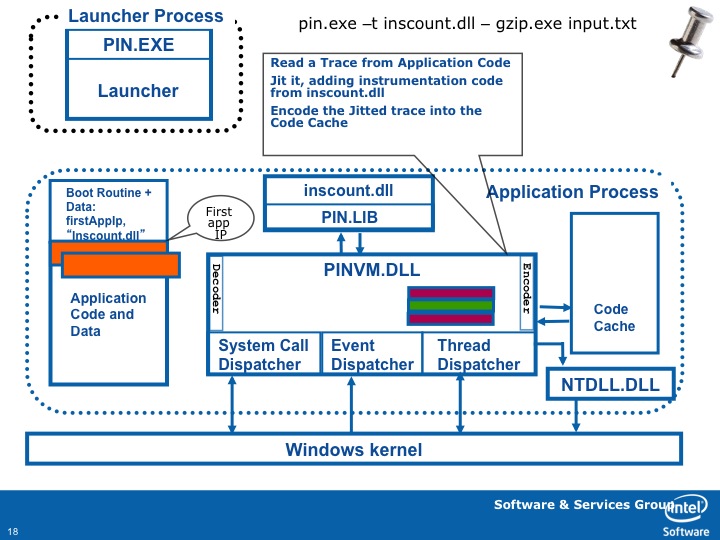 Launcher Process
PIN.EXE
Launcher
pin.exe –t inscount.dll – gzip.exe input.txt
Read a Trace from Application Code
Jit it, adding instrumentation code
from inscount.dll
Encode the Jitted trace into the
Code Cache
Application Process
Boot Routine +
Data:
firstAppIp,
“Inscount.dll”
First
app
IP
Application
Code and
Data
inscount.dll
PIN.LIB
PINVM.DLL
Decoder
Encoder
System Call
Dispatcher
Event
Dispatcher
Thread
Dispatcher
Code
Cache
NTDLL.DLL
Windows kernel
Software & Services Group
18
intel
Software